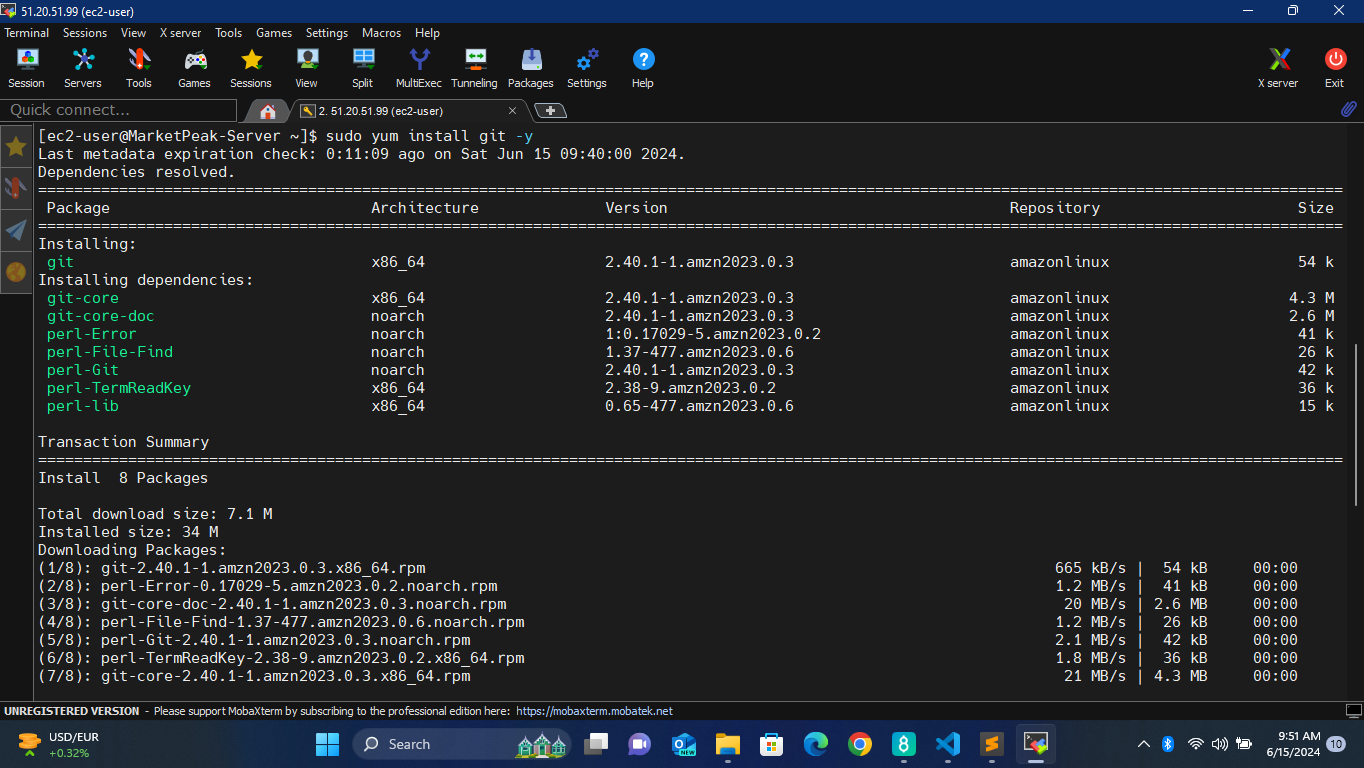 51.20.51.99 (ec2-user)
Terminal Sessions View X server Tools Games Settings Macros Help
Session Servers Tools Games Sessions View Split MultiExec Tunneling Packages Settings Help X server Exit
Quick connect... 2. 51.20.51.99 (ec2-user)
[ec2-user@MarketPeak-Server ~]$ sudo yum install git -y
Last metadata expiration check: 0:11:09 ago on Sat Jun 15 09:40:00 2024.
Dependencies resolved.
================================================================================
Package Architecture Version Repository Size
================================================================================
Installing:
git x86_64 2.40.1-1.amzn2023.0.3 amazonlinux 54 k
Installing dependencies:
git-core x86_64 2.40.1-1.amzn2023.0.3 amazonlinux 4.3 M
git-core-doc noarch 2.40.1-1.amzn2023.0.3 amazonlinux 2.6 M
perl-Error noarch 1:0.17029-5.amzn2023.0.2 amazonlinux 41 k
perl-File-Find noarch 1.37-477.amzn2023.0.6 amazonlinux 26 k
perl-Git noarch 2.40.1-1.amzn2023.0.3 amazonlinux 42 k
perl-TermReadKey x86_64 2.38-9.amzn2023.0.2 amazonlinux 36 k
perl-lib x86_64 0.65-477.amzn2023.0.6 amazonlinux 15 k
Transaction Summary
================================================================================
Install 8 Packages
Total download size: 7.1 M
Installed size: 34 M
Downloading Packages:
(1/8): git-2.40.1-1.amzn2023.0.3.x86_64.rpm 665 kB/s | 54 kB 00:00
(2/8): perl-Error-0.17029-5.amzn2023.0.2.noarch.rpm 1.2 MB/s | 41 kB 00:00
(3/8): git-core-doc-2.40.1-1.amzn2023.0.3.noarch.rpm 20 MB/s | 2.6 MB 00:00
(4/8): perl-File-Find-1.37-477.amzn2023.0.6.noarch.rpm 1.2 MB/s | 26 kB 00:00
(5/8): perl-Git-2.40.1-1.amzn2023.0.3.noarch.rpm 2.1 MB/s | 42 kB 00:00
(6/8): perl-TermReadKey-2.38-9.amzn2023.0.2.x86_64.rpm 1.8 MB/s | 36 kB 00:00
(7/8): git-core-2.40.1-1.amzn2023.0.3.x86_64.rpm 21 MB/s | 4.3 MB 00:00
UNREGISTERED VERSION - Please support MobaXterm by subscribing to the professional edition here: https://mobaxterm.mobatek.net
USD/EUR
+0.32%
Search
NEW
8
9:51 AM
6/15/2024
10